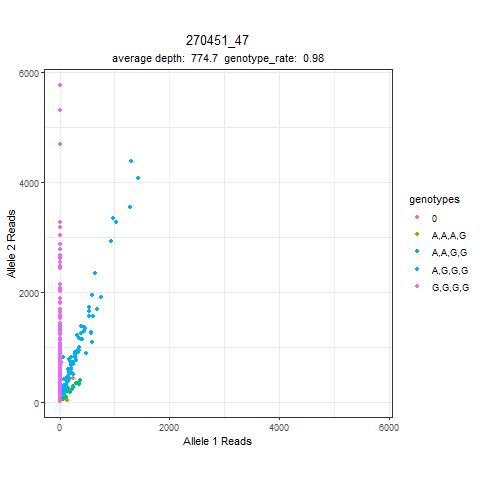 270451_47
average depth:  774.7  genotype_rate:  0.98
6000
4000
2000
0
Allele 2 Reads
0
2000
4000
6000
Allele 1 Reads
genotypes
0
A,A,A,G
A,A,G,G
A,G,G,G
G,G,G,G